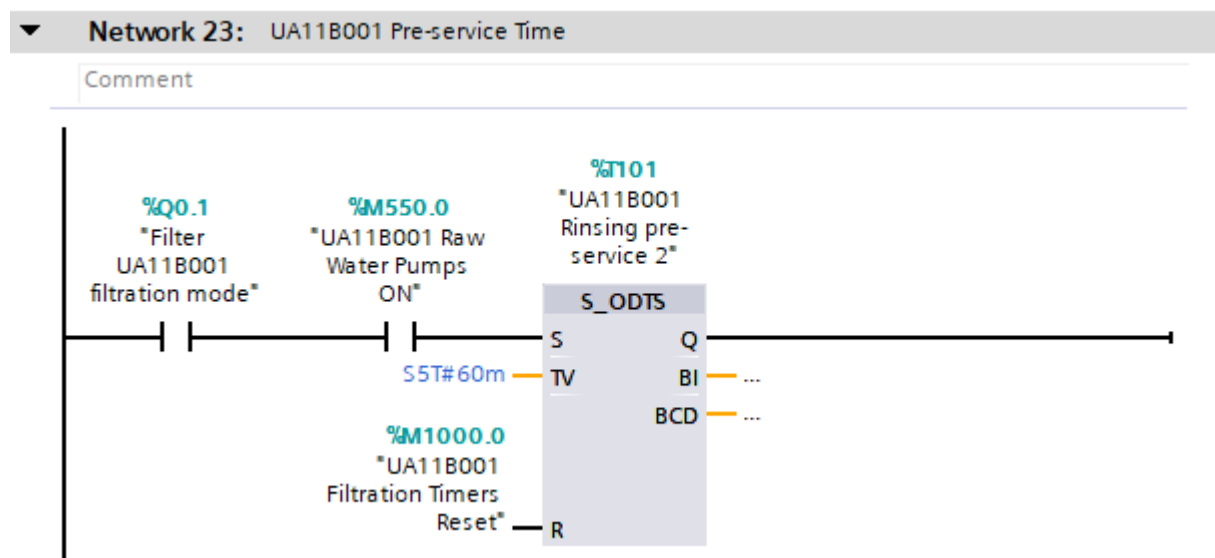 Network 23: UA11B001 Pre-service Time
Comment
%T101
"UA11B001
Rinsing pre-
service 2"
%Q0.1
"Filter
UA11B001
filtration mode"
%M550.0
"UA11B001 Raw
Water Pumps
ON"
S_ODTS
S Q
S5T#60m TV BI ...
BCD ...
%M1000.0
"UA11B001
Filtration Timers
Reset" R